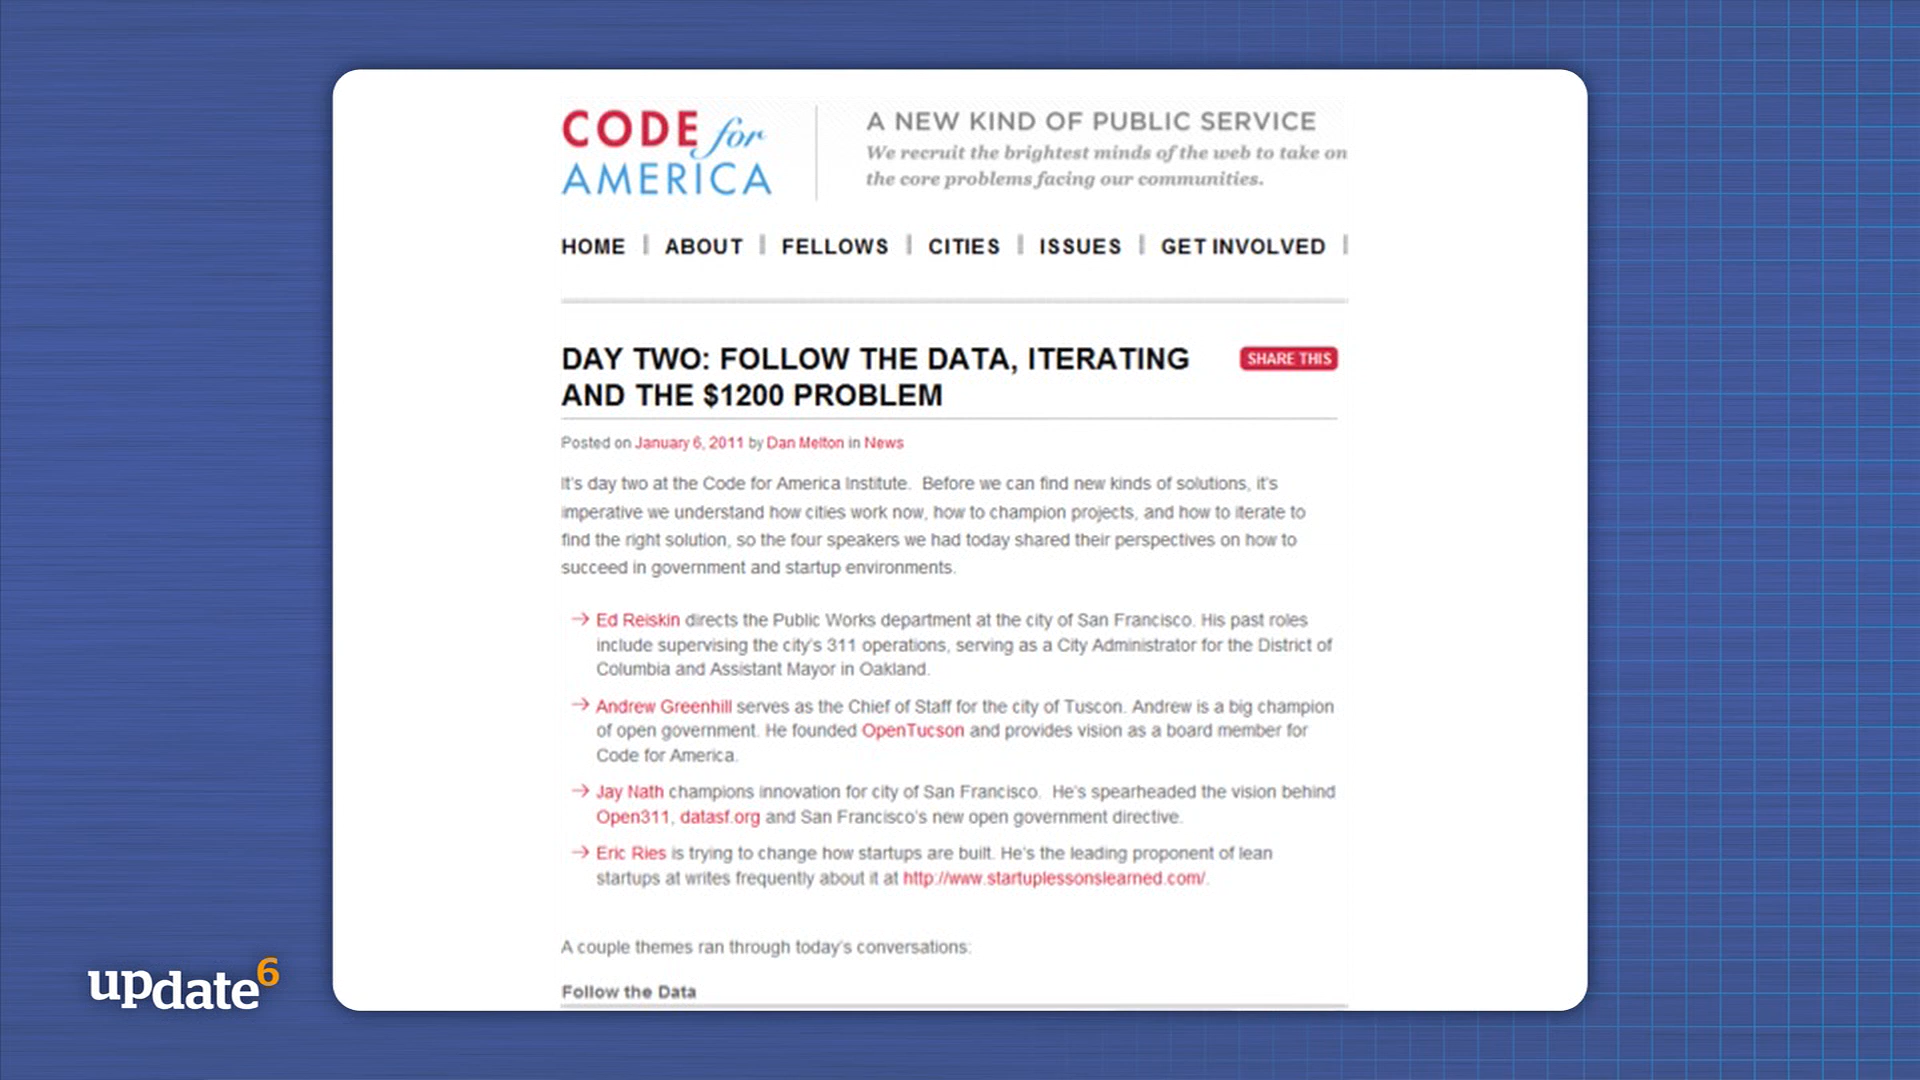 CODE for
AMERICA
A NEW KIND OF PUBLIC SERVICE
We recruit the brightest minds of the web to take on
the core problems facing our communities.
HOME | ABOUT | FELLOWS | CITIES | ISSUES | GET INVOLVED |
DAY TWO: FOLLOW THE DATA, ITERATING
AND THE $1200 PROBLEM
SHARE THIS
Posted on January 6, 2011 by Dan Melton in News
It's day two at the Code for America Institute.  Before we can find new kinds of solutions, it's
imperative we understand how cities work now, how to champion projects, and how to iterate to
find the right solution, so the four speakers we had today shared their perspectives on how to
succeed in government and startup environments.
→ Ed Reiskin directs the Public Works department at the city of San Francisco. His past roles
include supervising the city's 311 operations, serving as a City Administrator for the District of
Columbia and Assistant Mayor in Oakland.
→ Andrew Greenhill serves as the Chief of Staff for the city of Tuscon. Andrew is a big champion
of open government. He founded OpenTucson and provides vision as a board member for
Code for America.
→ Jay Nath champions innovation for city of San Francisco.  He's spearheaded the vision behind
Open311, datasf.org and San Francisco's new open government directive.
→ Eric Ries is trying to change how startups are built. He's the leading proponent of lean
startups at writes frequently about it at http://www.startuplessonslearned.com/.
A couple themes ran through today's conversations:
Follow the Data
update6